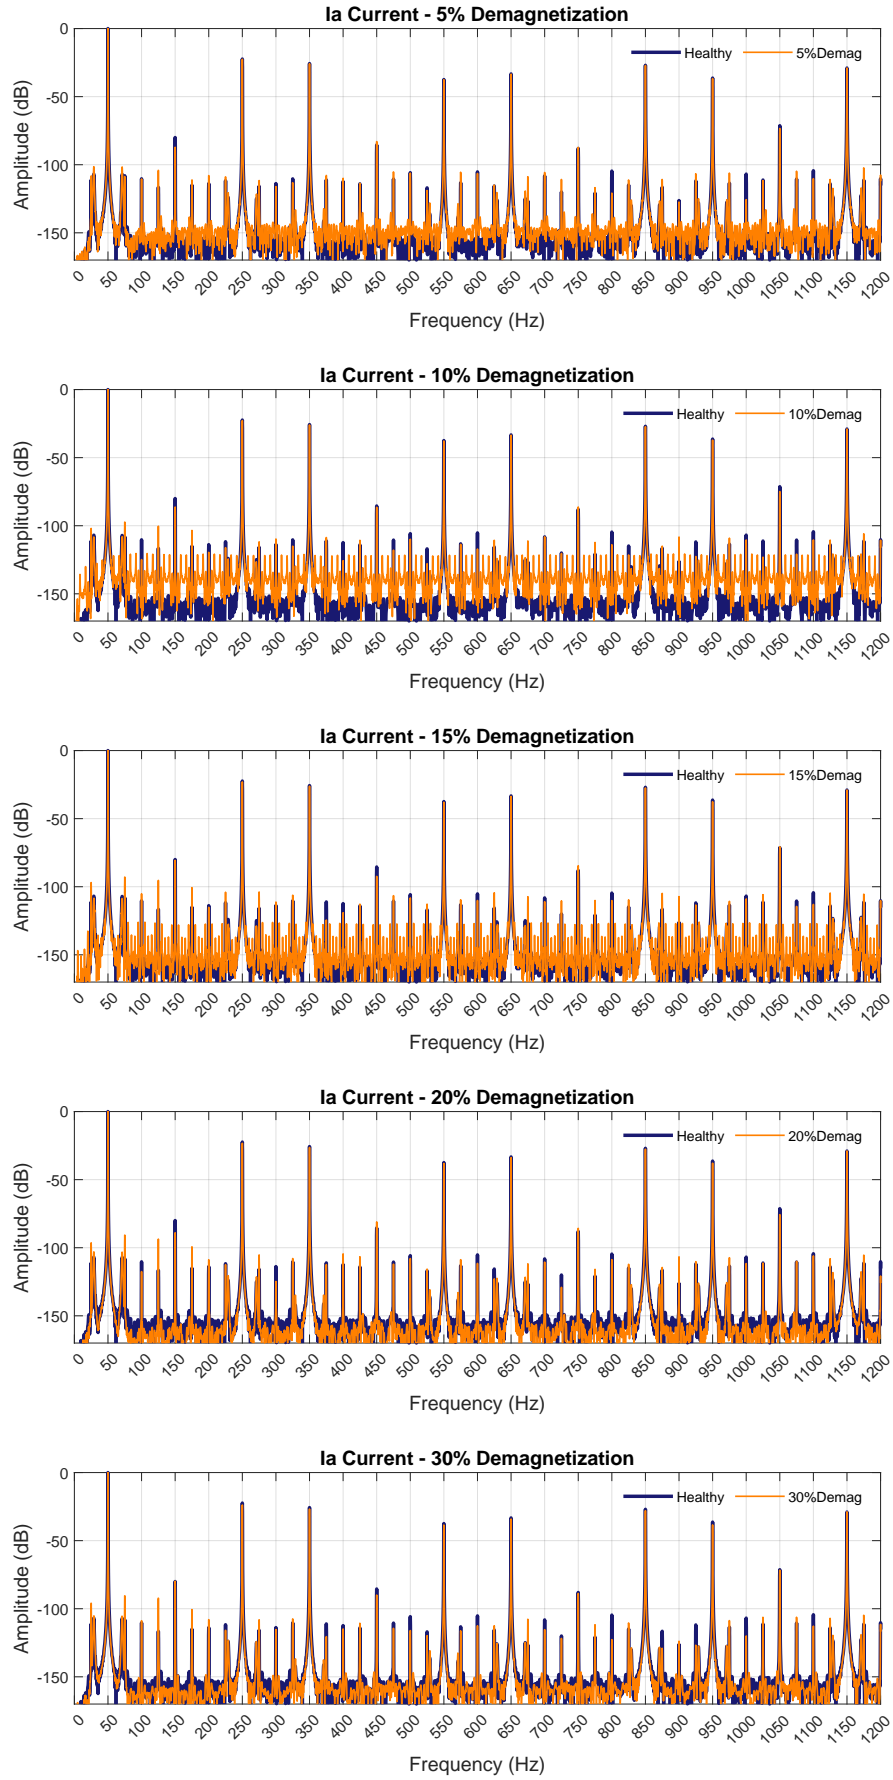 Ia Current - 5% Demagnetization
Healthy 5%Demag
Amplitude (dB)
0
-50
-100
-150
0 50 100 150 200 250 300 350 400 450 500 550 600 650 700 750 800 850 900 950 1000 1050 1100 1150 1200
Frequency (Hz)
Ia Current - 10% Demagnetization
Healthy 10%Demag
Amplitude (dB)
0
-50
-100
-150
0 50 100 150 200 250 300 350 400 450 500 550 600 650 700 750 800 850 900 950 1000 1050 1100 1150 1200
Frequency (Hz)
Ia Current - 15% Demagnetization
Healthy 15%Demag
Amplitude (dB)
0
-50
-100
-150
0 50 100 150 200 250 300 350 400 450 500 550 600 650 700 750 800 850 900 950 1000 1050 1100 1150 1200
Frequency (Hz)
Ia Current - 20% Demagnetization
Healthy 20%Demag
Amplitude (dB)
0
-50
-100
-150
0 50 100 150 200 250 300 350 400 450 500 550 600 650 700 750 800 850 900 950 1000 1050 1100 1150 1200
Frequency (Hz)
Ia Current - 30% Demagnetization
Healthy 30%Demag
Amplitude (dB)
0
-50
-100
-150
0 50 100 150 200 250 300 350 400 450 500 550 600 650 700 750 800 850 900 950 1000 1050 1100 1150 1200
Frequency (Hz)